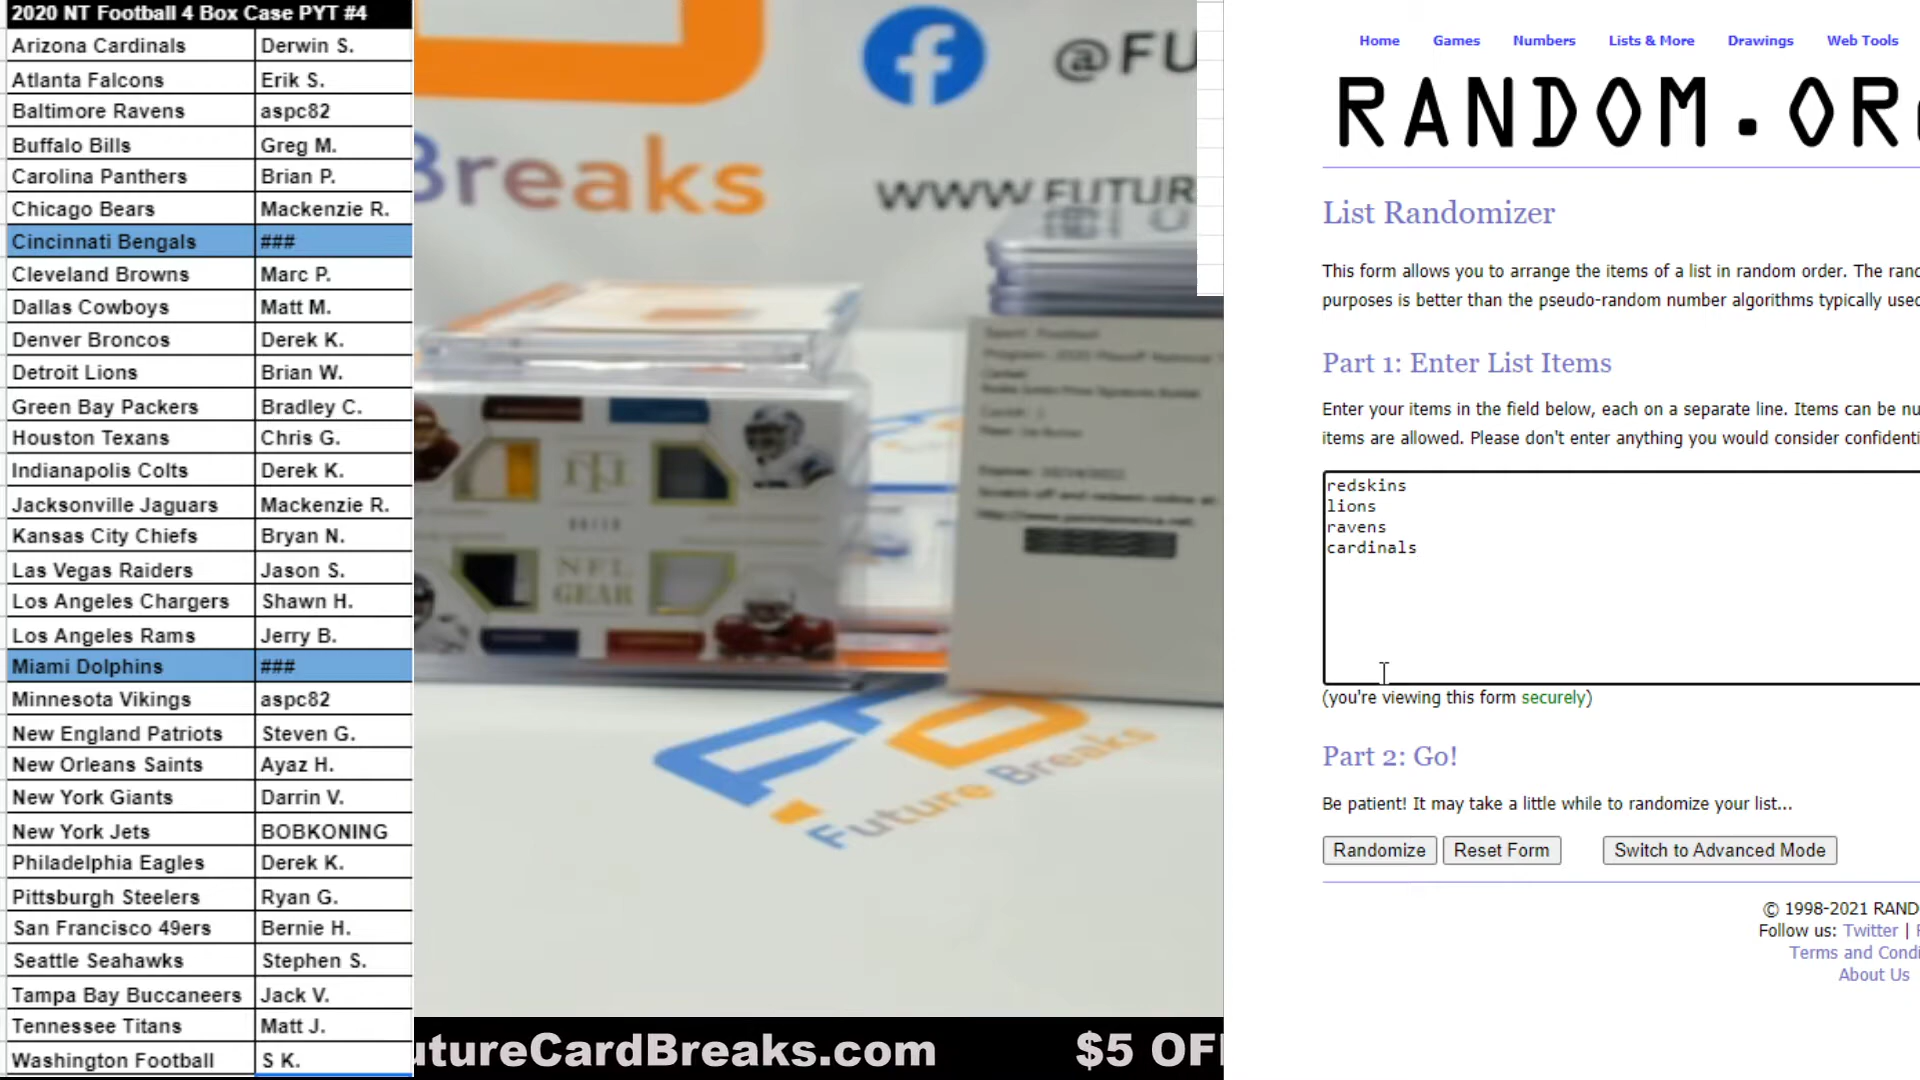 2020 NT Football 4 Box Case PYT #4
Arizona Cardinals Derwin S.
Atlanta Falcons Erik S.
Baltimore Ravens aspc82
Buffalo Bills Greg M.
Carolina Panthers Brian P.
Chicago Bears Mackenzie R.
Cincinnati Bengals ###
Cleveland Browns Marc P.
Dallas Cowboys Matt M.
Denver Broncos Derek K.
Detroit Lions Brian W.
Green Bay Packers Bradley C.
Houston Texans Chris G.
Indianapolis Colts Derek K.
Jacksonville Jaguars Mackenzie R.
Kansas City Chiefs Bryan N.
Las Vegas Raiders Jason S.
Los Angeles Chargers Shawn H.
Los Angeles Rams Jerry B.
Miami Dolphins ###
Minnesota Vikings aspc82
New England Patriots Steven G.
New Orleans Saints Ayaz H.
New York Giants Darrin V.
New York Jets BOBKONING
Philadelphia Eagles Derek K.
Pittsburgh Steelers Ryan G.
San Francisco 49ers Bernie H.
Seattle Seahawks Stephen S.
Tampa Bay Buccaneers Jack V.
Tennessee Titans Matt J.
Washington Football S K.
@FU
Breaks
WWW.FUTUR
NFL
GEAR
Future Breaks
utureCardBreaks.com $5 OFF
Home Games Numbers Lists & More Drawings Web Tools
RANDOM.OR
List Randomizer
This form allows you to arrange the items of a list in random order. The rand
purposes is better than the pseudo-random number algorithms typically used
Part 1: Enter List Items
Enter your items in the field below, each on a separate line. Items can be nu
items are allowed. Please don't enter anything you would consider confidenti
redskins
lions
ravens
cardinals
(you're viewing this form securely)
Part 2: Go!
Be patient! It may take a little while to randomize your list...
Randomize Reset Form Switch to Advanced Mode
© 1998-2021 RAND
Follow us: Twitter |
Terms and Condi
About Us